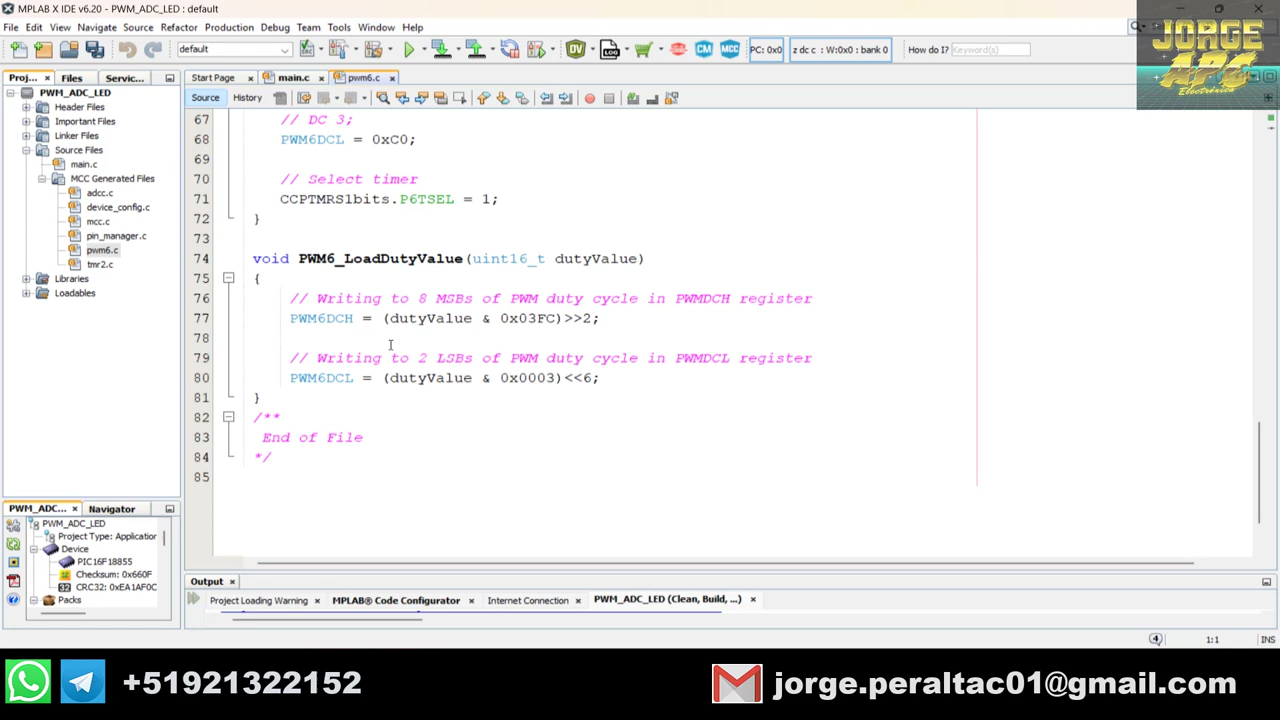 MPLAB X IDE v6.20 - PWM_ADC_LED : default
File Edit View Navigate Source Refactor Production Debug Team Tools Window Help
default PC: 0x0 z dc c : W:0x0 : bank 0 How do I? Keyword(s)
JORGE
APC
Electrónica
Proj... Files Servic... Start Page main.c pwm6.c
Source History
PWM_ADC_LED
Header Files
Important Files
Linker Files
Source Files
main.c
MCC Generated Files
adcc.c
device_config.c
mcc.c
pin_manager.c
pwm6.c
tmr2.c
Libraries
Loadables
67 // DC 3;
68 PWM6DCL = 0xC0;
69
70 // Select timer
71 CCPTMRS1bits.P6TSEL = 1;
72 }
73
74 void PWM6_LoadDutyValue(uint16_t dutyValue)
75 {
76 // Writing to 8 MSBs of PWM duty cycle in PWMDCH register
77 PWM6DCH = (dutyValue & 0x03FC)>>2;
78
79 // Writing to 2 LSBs of PWM duty cycle in PWMDCL register
80 PWM6DCL = (dutyValue & 0x0003)<<6;
81 }
82 /**
83 End of File
84 */
85
PWM_ADC... Navigator
PWM_ADC_LED
Project Type: Application
Device
PIC16F18855
Checksum: 0x660F
CRC32: 0xEA1AF0C
Packs
Output
Project Loading Warning MPLAB® Code Configurator Internet Connection PWM_ADC_LED (Clean, Build, ...)
4 1:1 INS
+51921322152 jorge.peraltac01@gmail.com